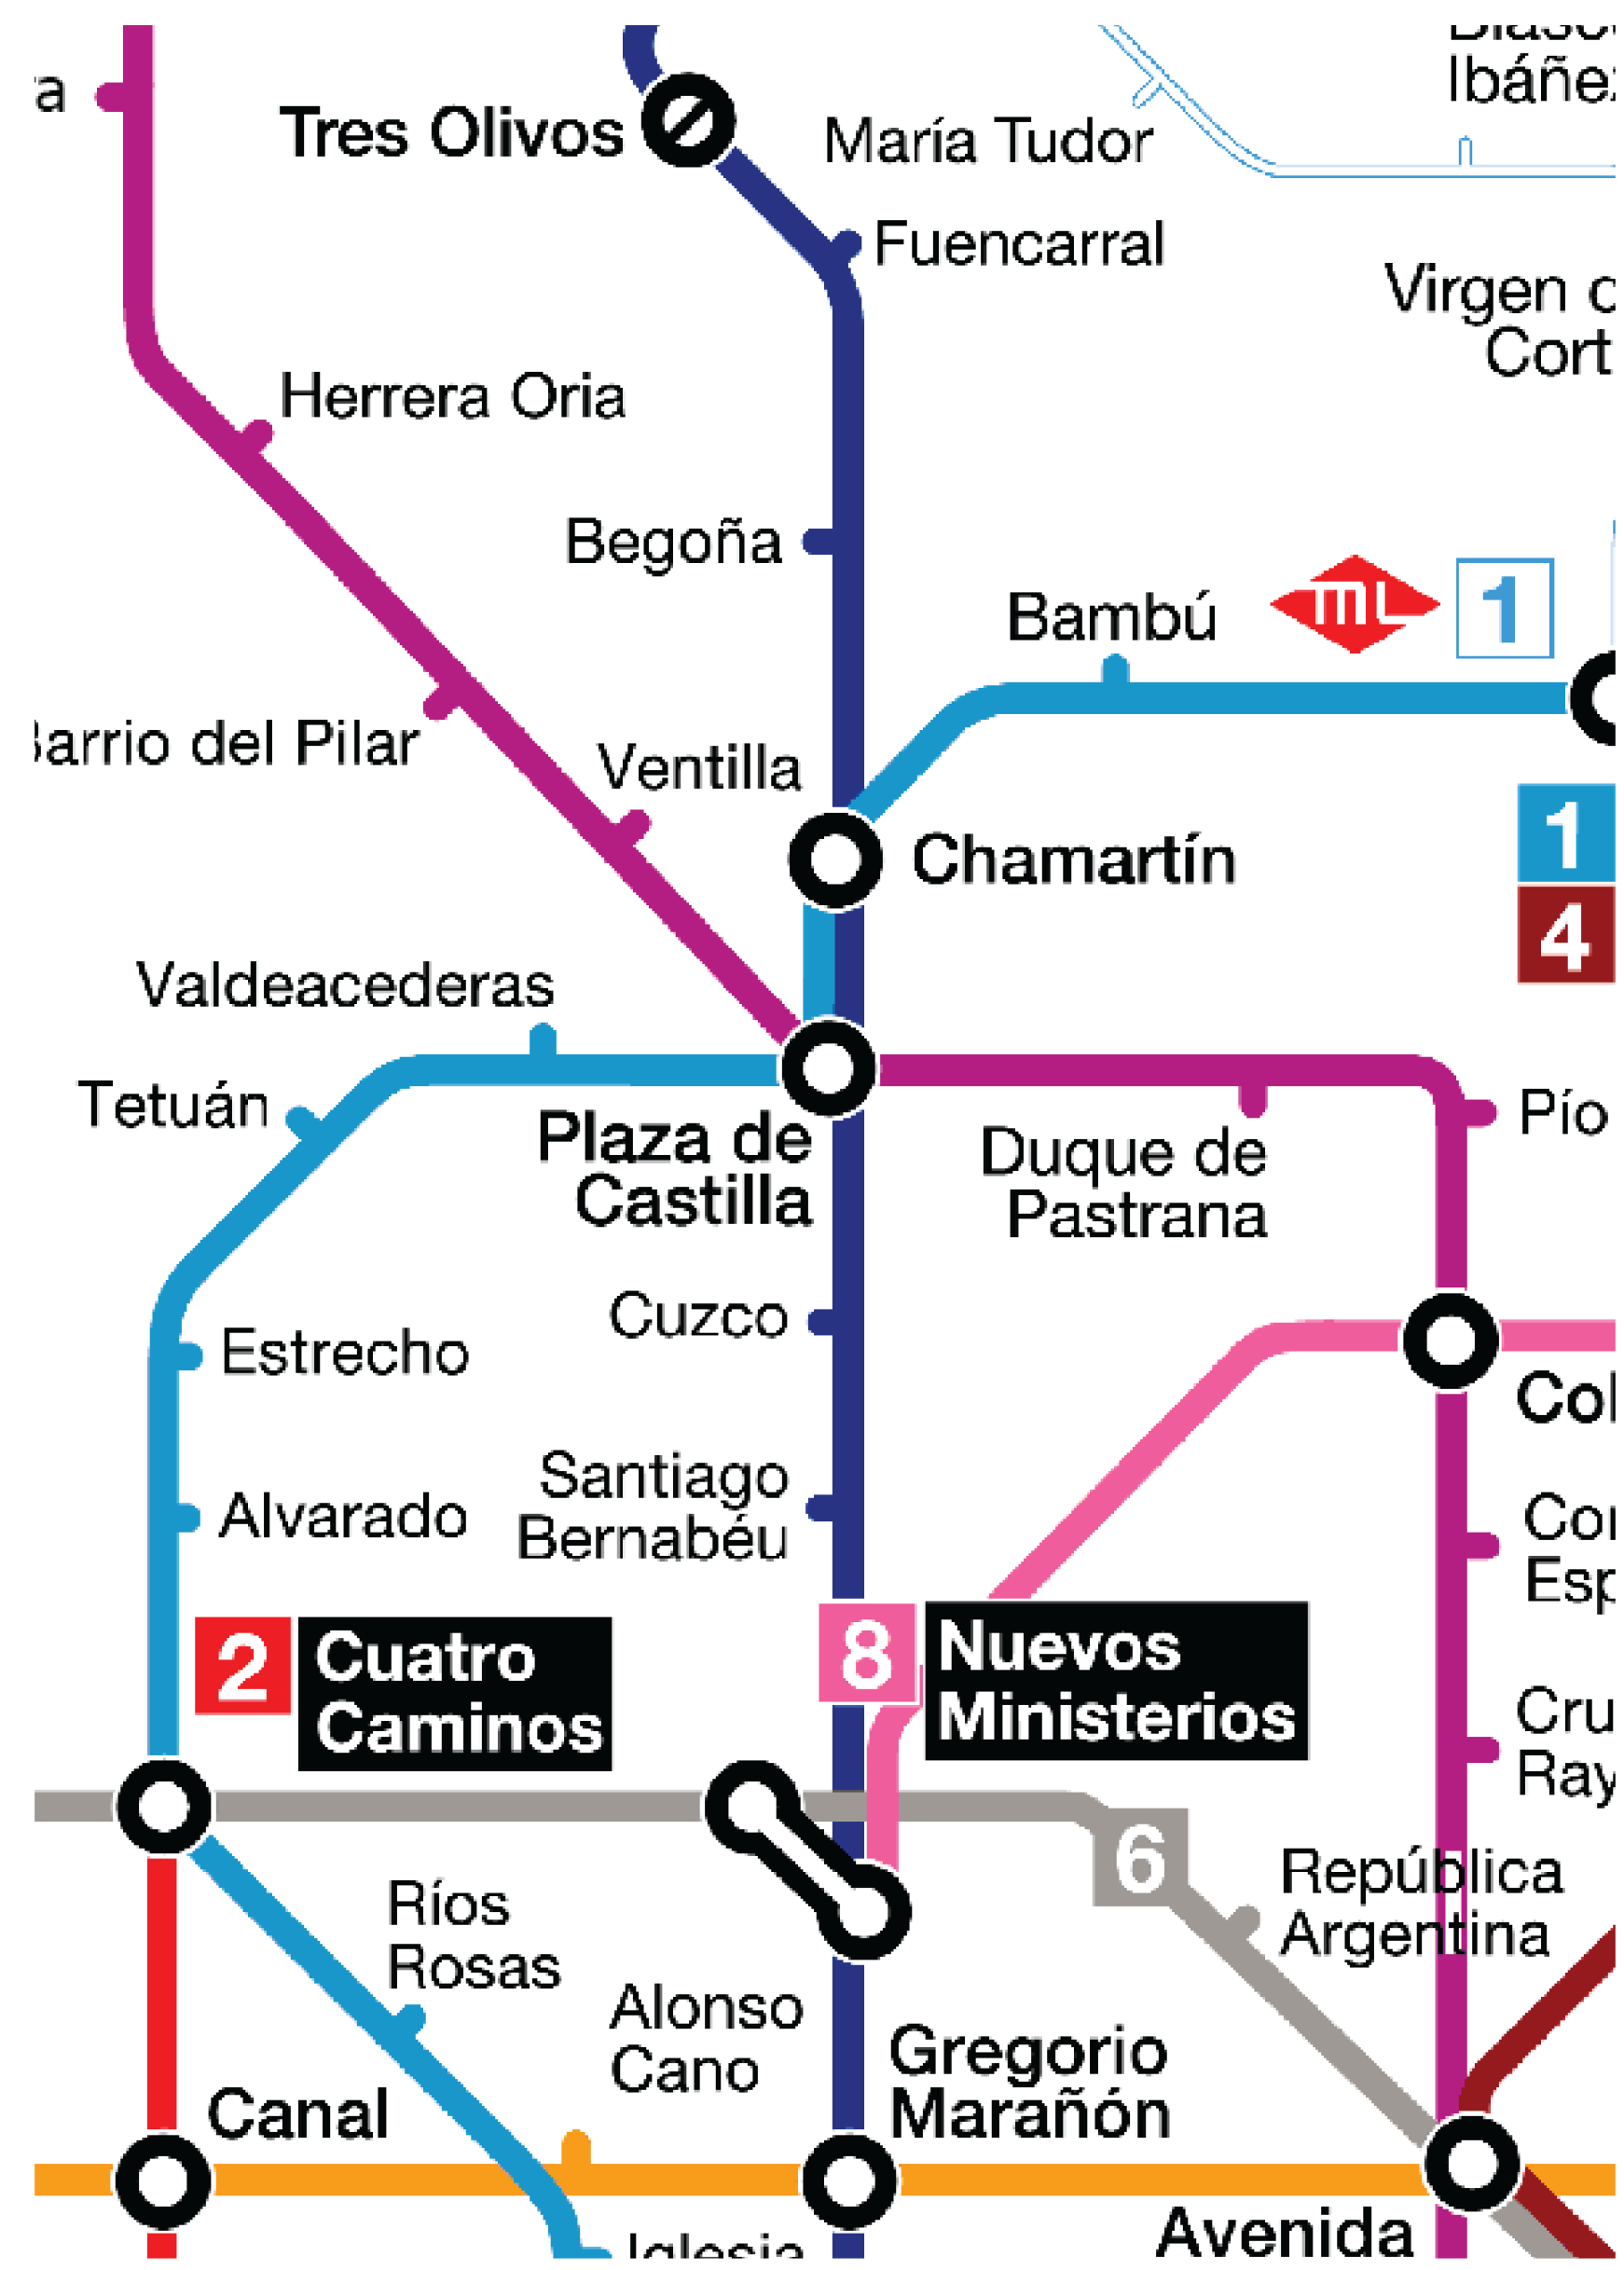 Tres Olivos
María Tudor
Fuencarral
Virgen
Herrera Oria
Begoña
Bambú
ml
1
del Pilar
Ventilla
Chamartín
1
4
Valdeacederas
Tetuán
Plaza de
Castilla
Duque de
Pastrana
Pío
Cuzco
Estrecho
Santiago
Bernabéu
Alvarado
2
Cuatro
Caminos
8
Nuevos
Ministerios
6
República
Argentina
Ríos
Rosas
Alonso
Cano
Gregorio
Marañón
Canal
Avenida
Iglesia